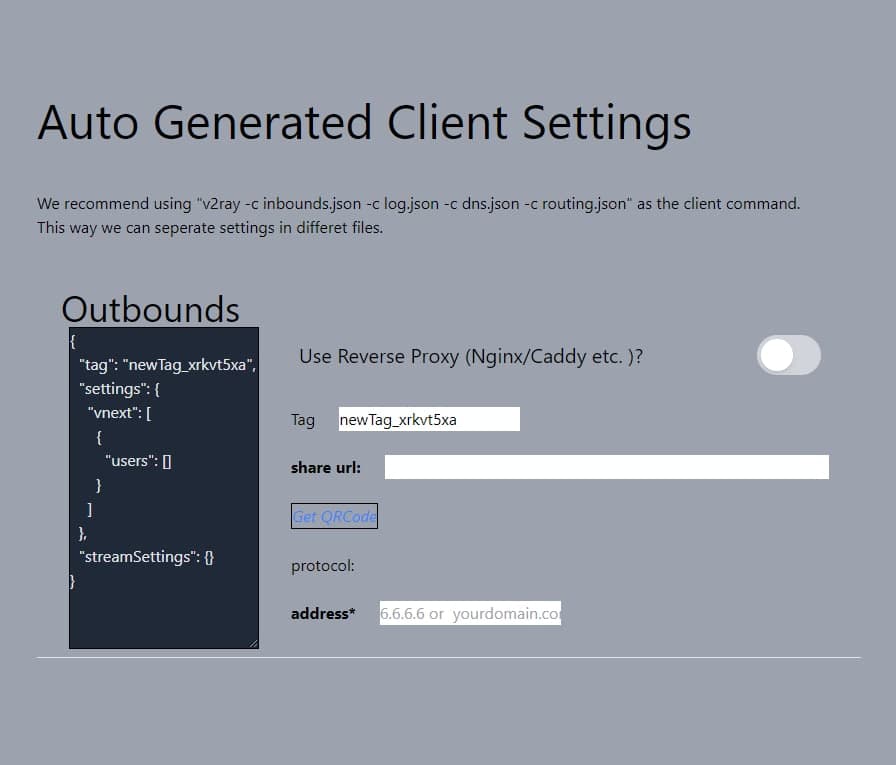 Auto Generated Client Settings
We recommend using "v2ray -c inbounds.json -c log.json -c dns.json -c routing.json" as the client command.
This way we can seperate settings in differet files.
Outbounds
{
"tag": "newTag_xrkvt5xa",
"settings": {
"vnext": [
{
"users": []
}
]
},
"streamSettings": {}
}
Use Reverse Proxy (Nginx/Caddy etc. )?
Tag newTag_xrkvt5xa
share url:
Get QRCode
protocol:
address* 6.6.6.6 or yourdomain.co